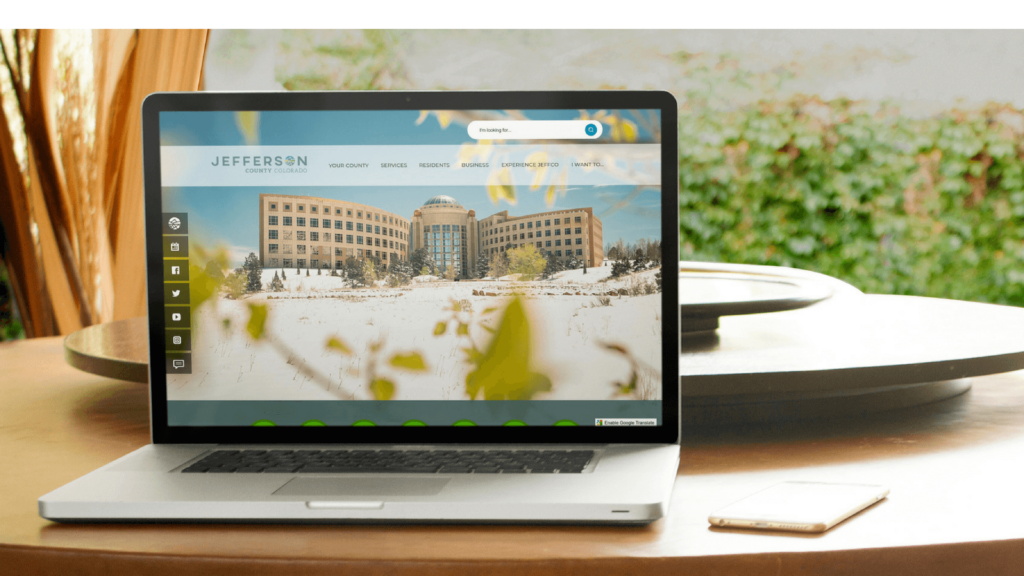 I'm looking for...
JEFFERSON
COUNTY COLORADO
YOUR COUNTY SERVICES RESIDENTS BUSINESS EXPERIENCE JEFFCO I WANT TO...
Enable Google Translate